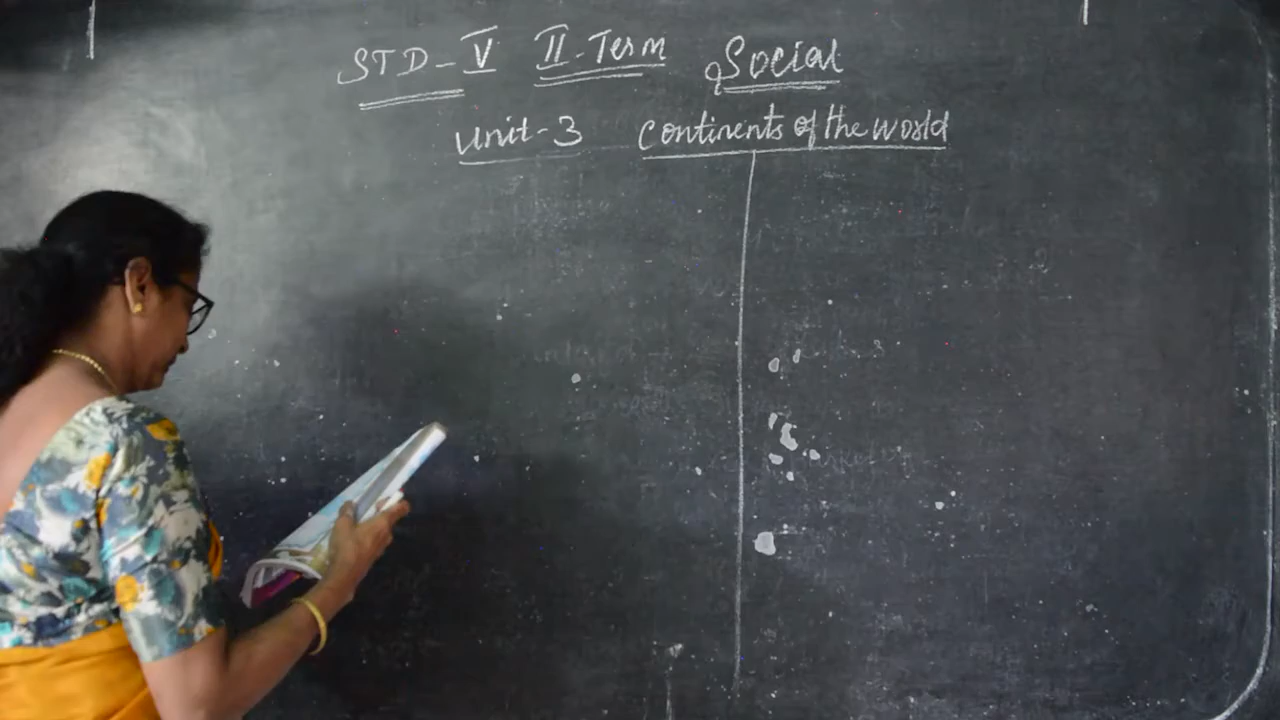 STD-V II-Term Social
Unit-3 Continents of the world